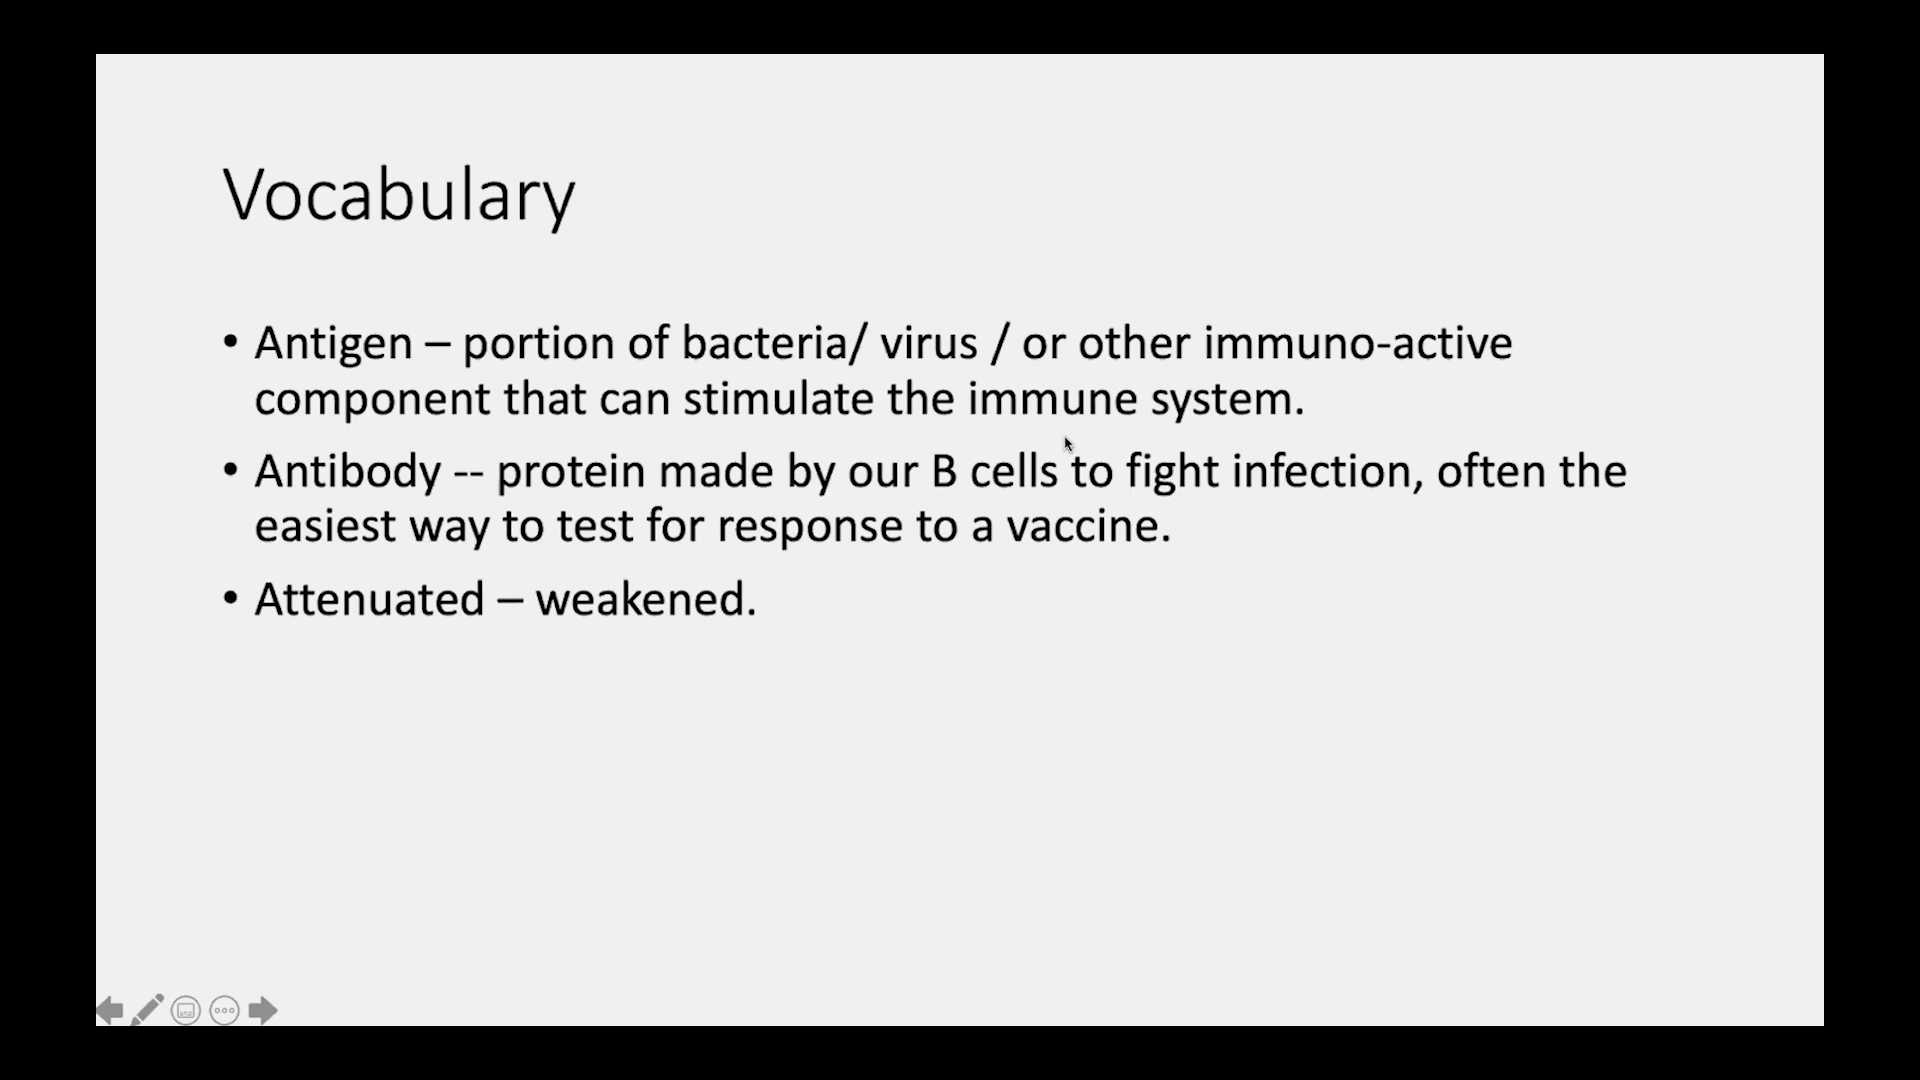 Vocabulary
• Antigen – portion of bacteria/ virus / or other immuno-active
component that can stimulate the immune system.
• Antibody -- protein made by our B cells to fight infection, often the
easiest way to test for response to a vaccine.
• Attenuated – weakened.